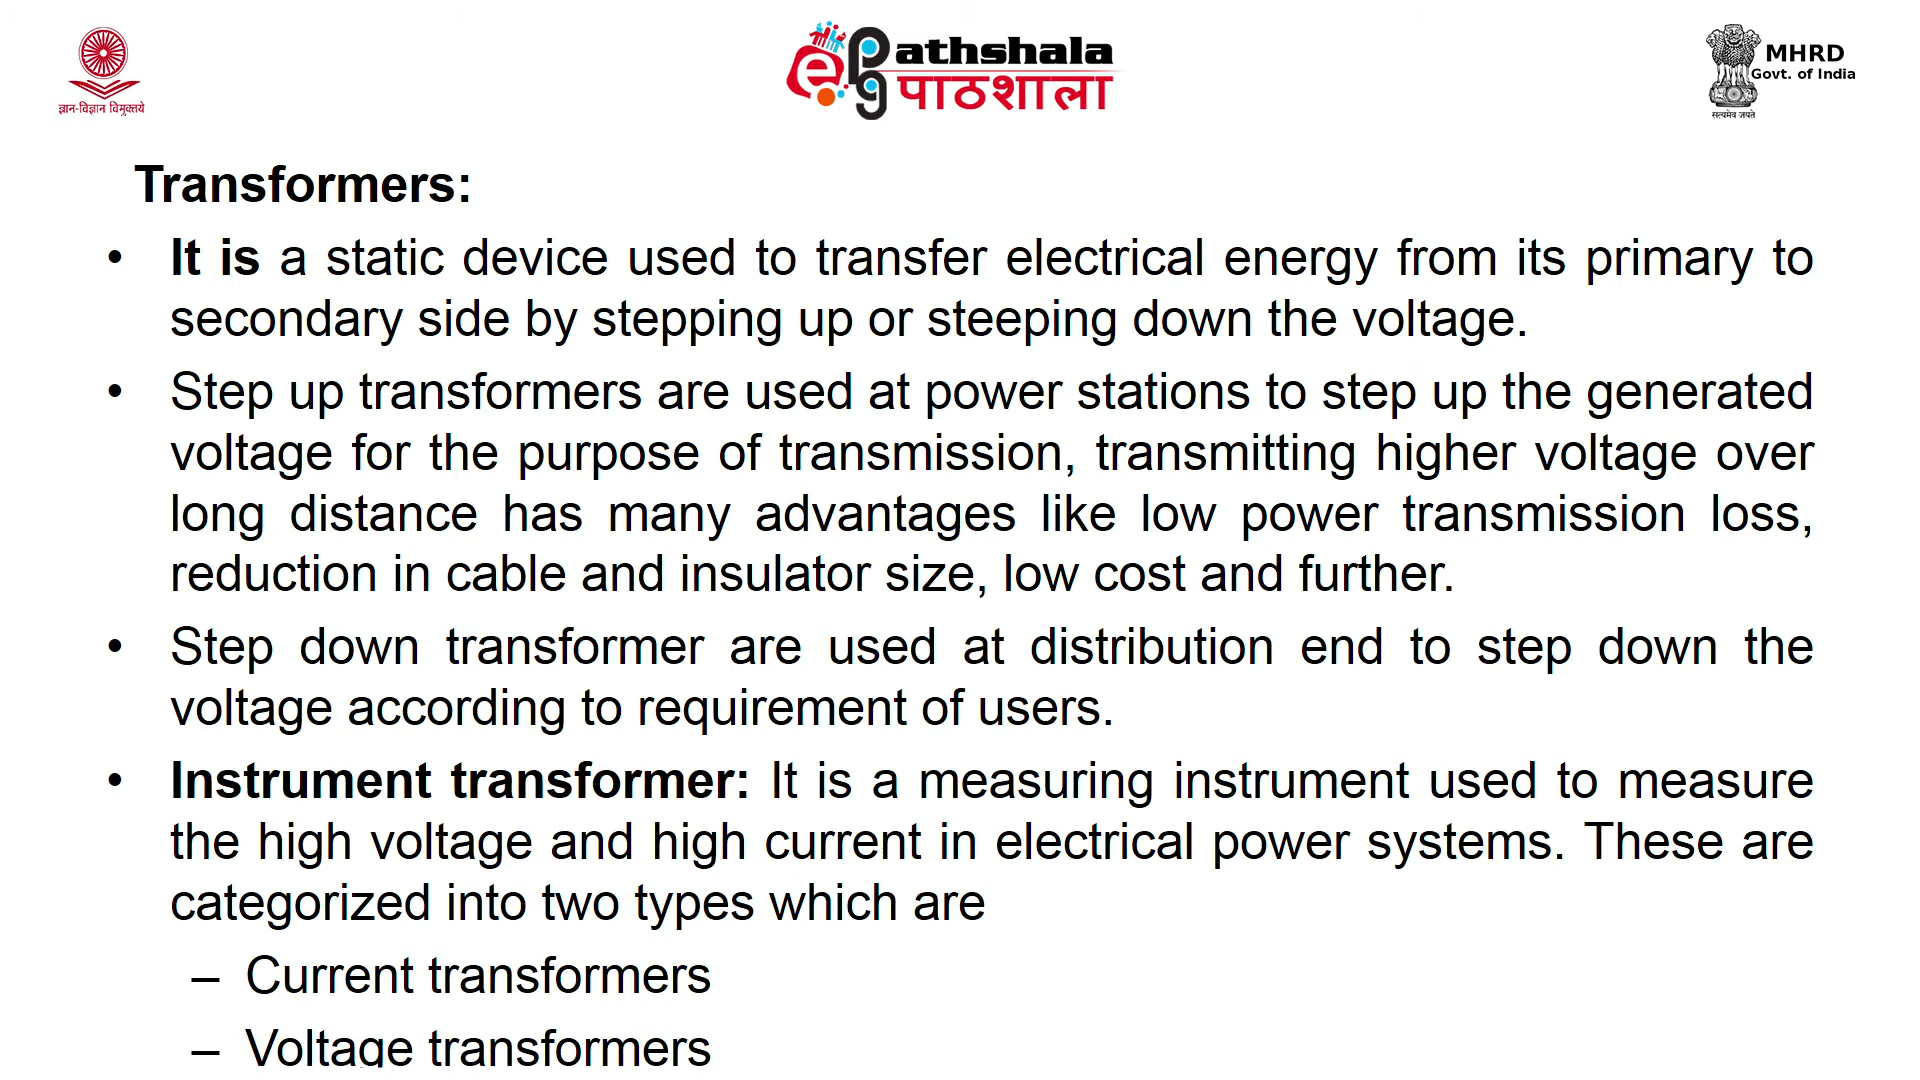 ज्ञान-विज्ञान विमुक्तये
e
pg
athshala
पाठशाला
MHRD
Govt. of India
सत्यमेव जयते
Transformers:
• It is a static device used to transfer electrical energy from its primary to
secondary side by stepping up or steeping down the voltage.
• Step up transformers are used at power stations to step up the generated
voltage for the purpose of transmission, transmitting higher voltage over
long distance has many advantages like low power transmission loss,
reduction in cable and insulator size, low cost and further.
• Step down transformer are used at distribution end to step down the
voltage according to requirement of users.
• Instrument transformer: It is a measuring instrument used to measure
the high voltage and high current in electrical power systems. These are
categorized into two types which are
– Current transformers
– Voltage transformers